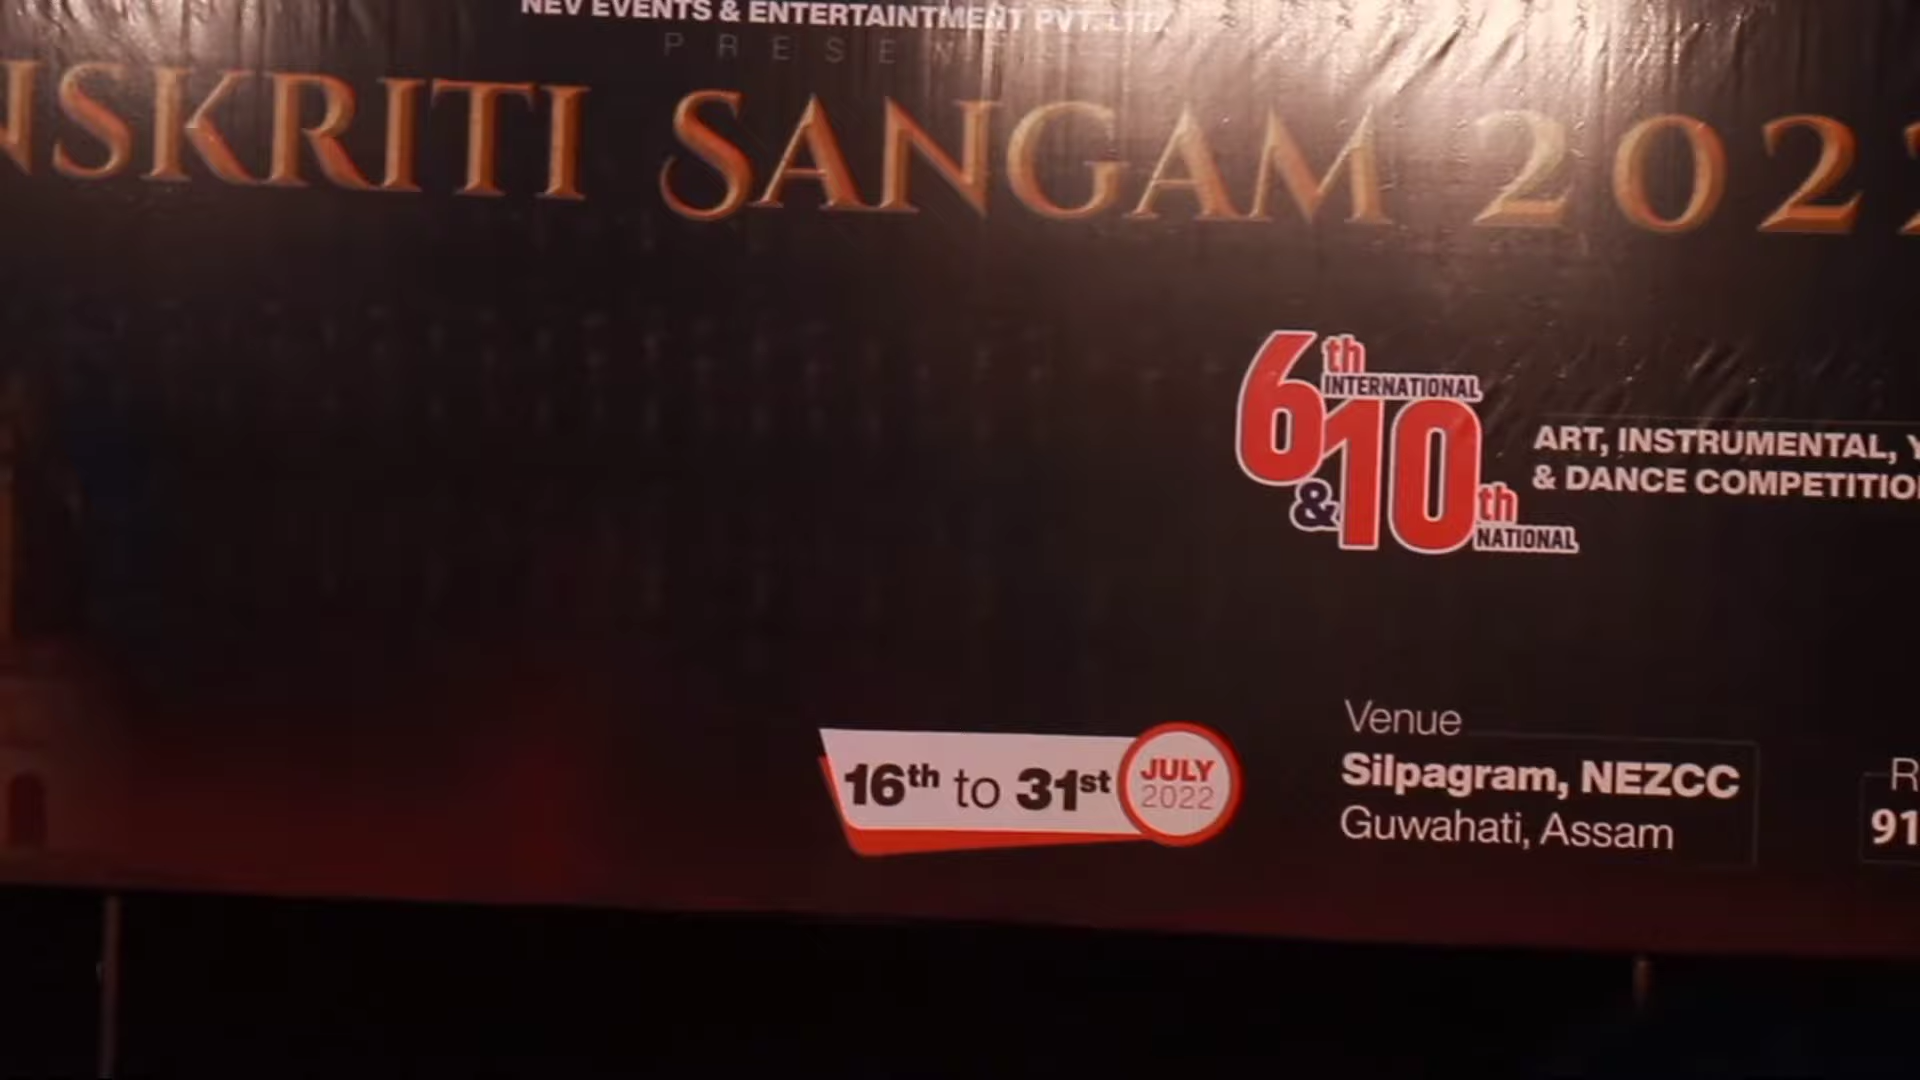 NEV EVENTS & ENTERTAINTMENT PVT. LTD.
PRESENTS
NSKRITI SANGAM 2022
6th INTERNATIONAL
& 10th NATIONAL
ART, INSTRUMENTAL, Y
& DANCE COMPETITIO
16th to 31st JULY 2022
Venue
Silpagram, NEZCC
Guwahati, Assam
R
91